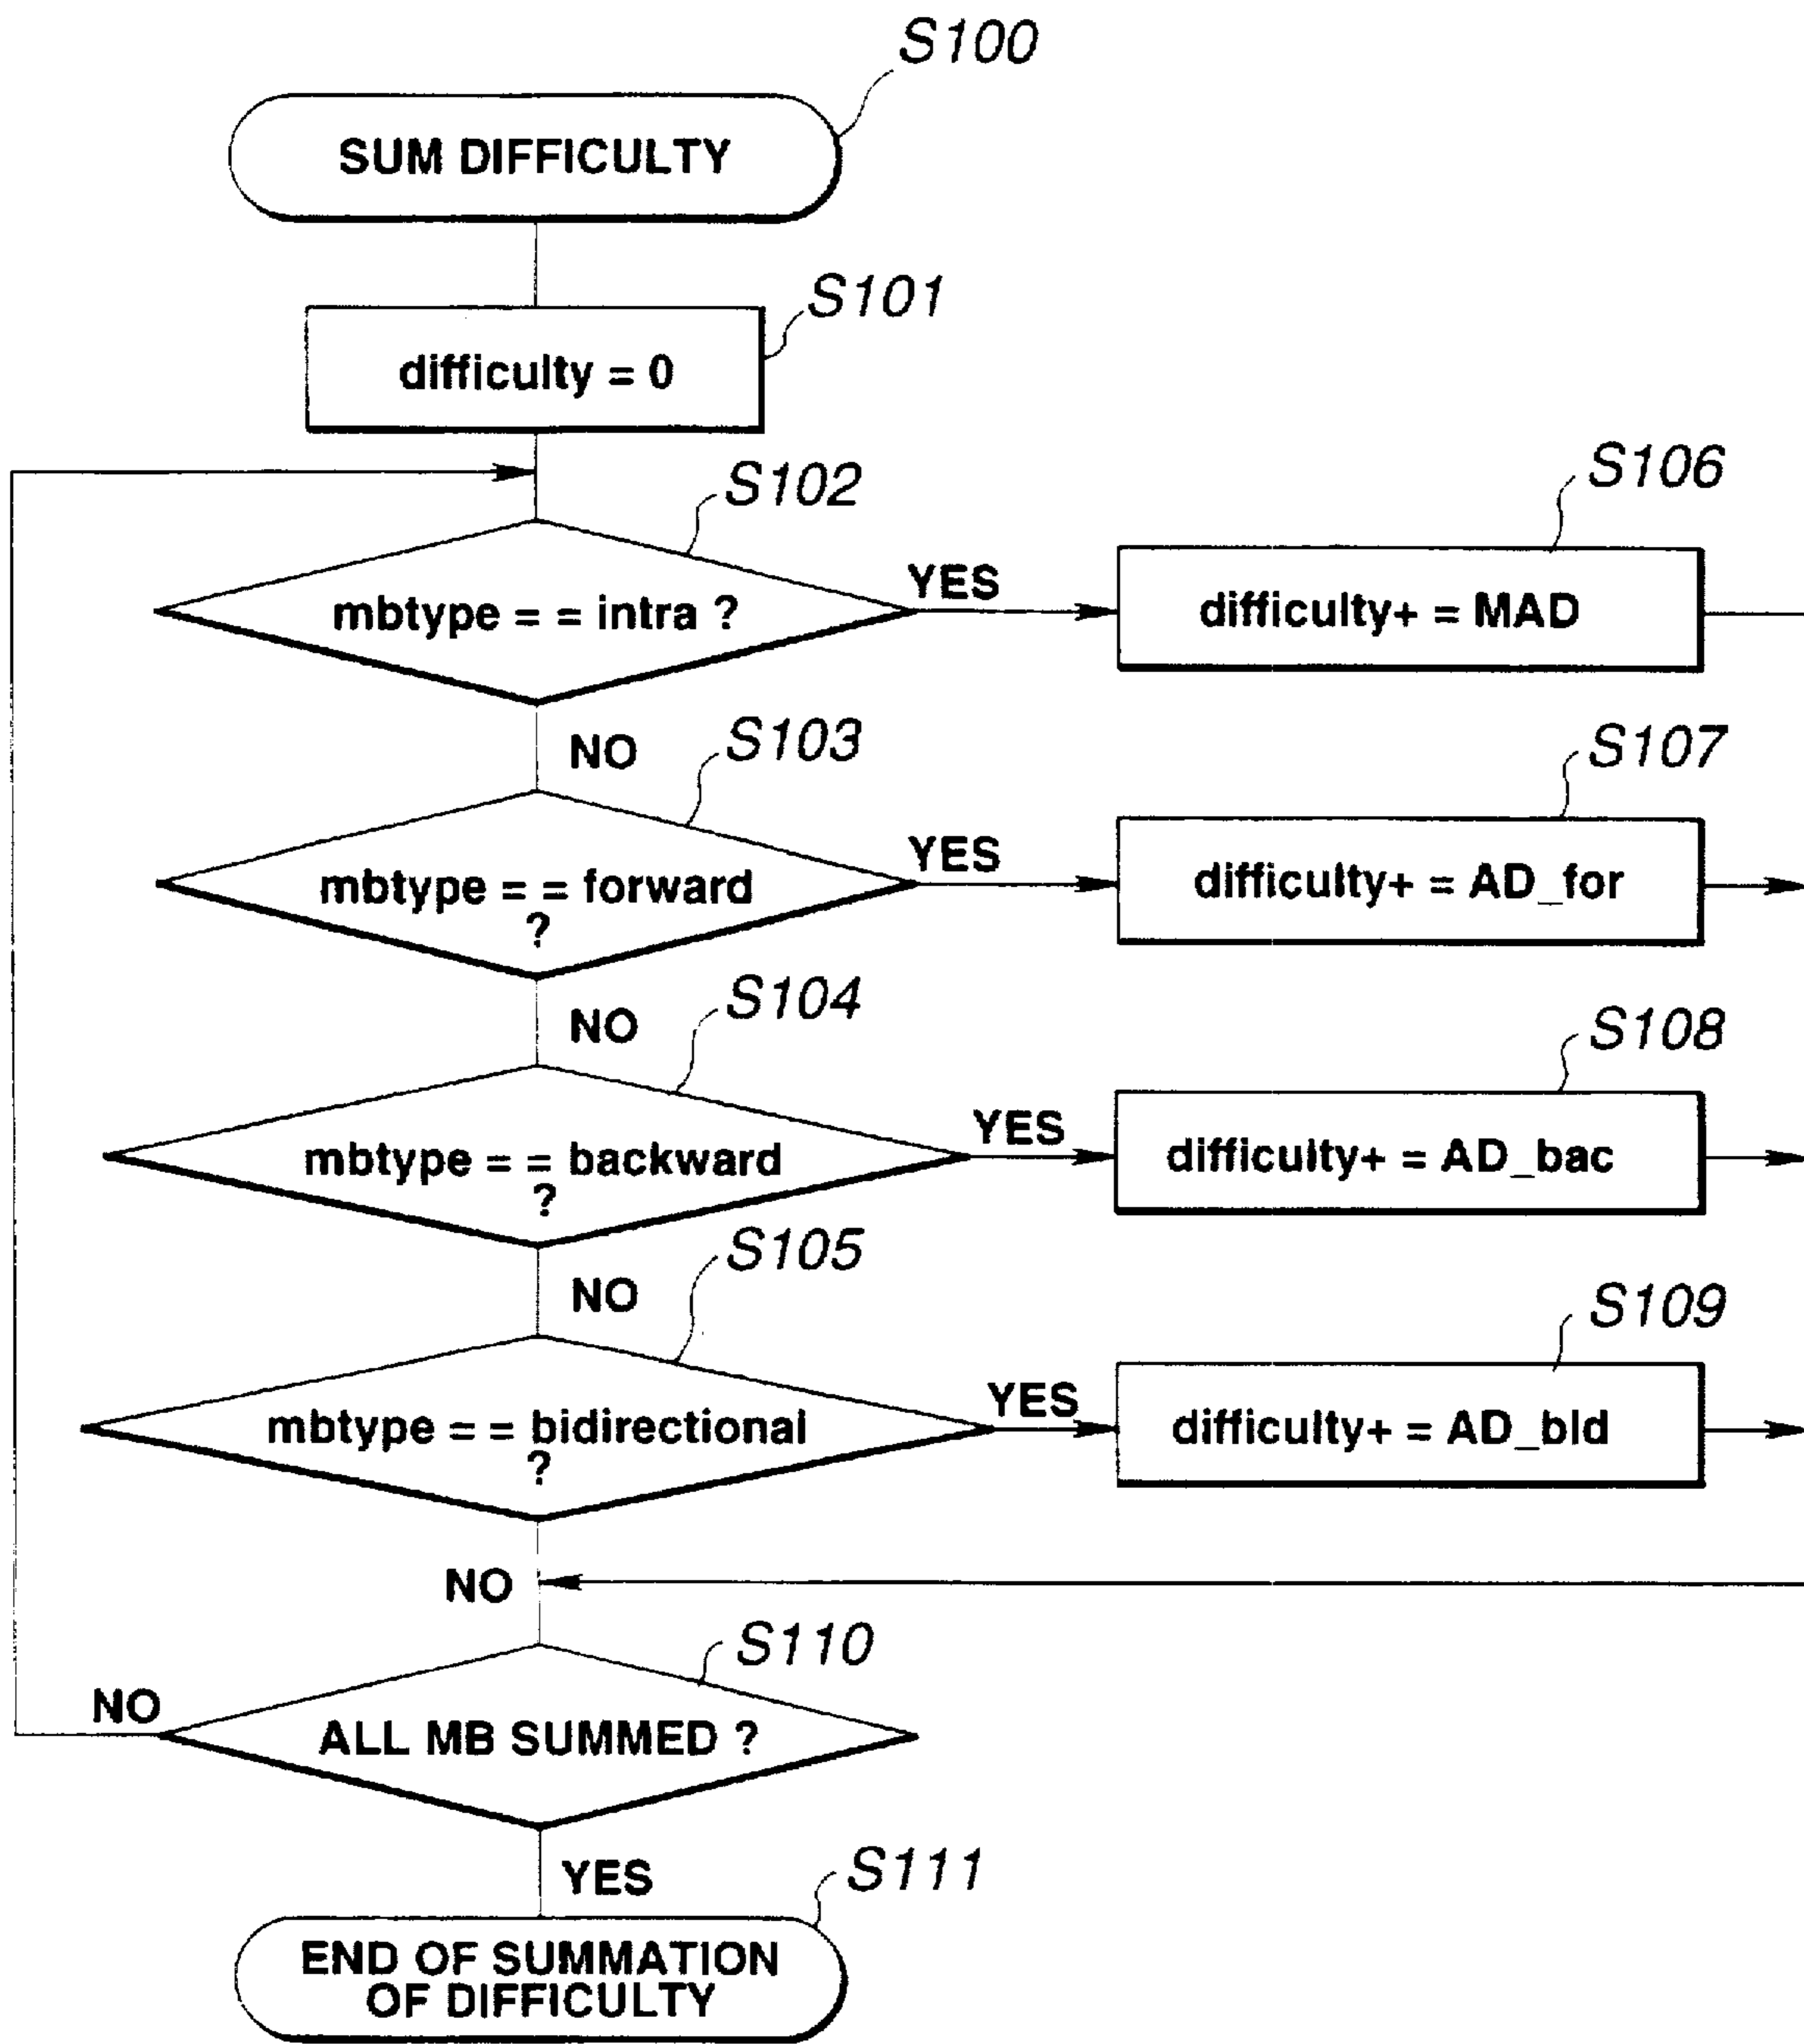 S100
SUM DIFFICULTY
S101
difficulty = 0
S102
mbtype = = intra ?
YES
S106
difficulty+ = MAD
NO
S103
mbtype = = forward
?
YES
S107
difficulty+ = AD_for
NO
S104
mbtype = = backward
?
YES
S108
difficulty+ = AD_bac
NO
S105
mbtype = = bidirectional
?
YES
S109
difficulty+ = AD_bId
NO
S110
ALL MB SUMMED ?
NO
YES
S111
END OF SUMMATION
OF DIFFICULTY